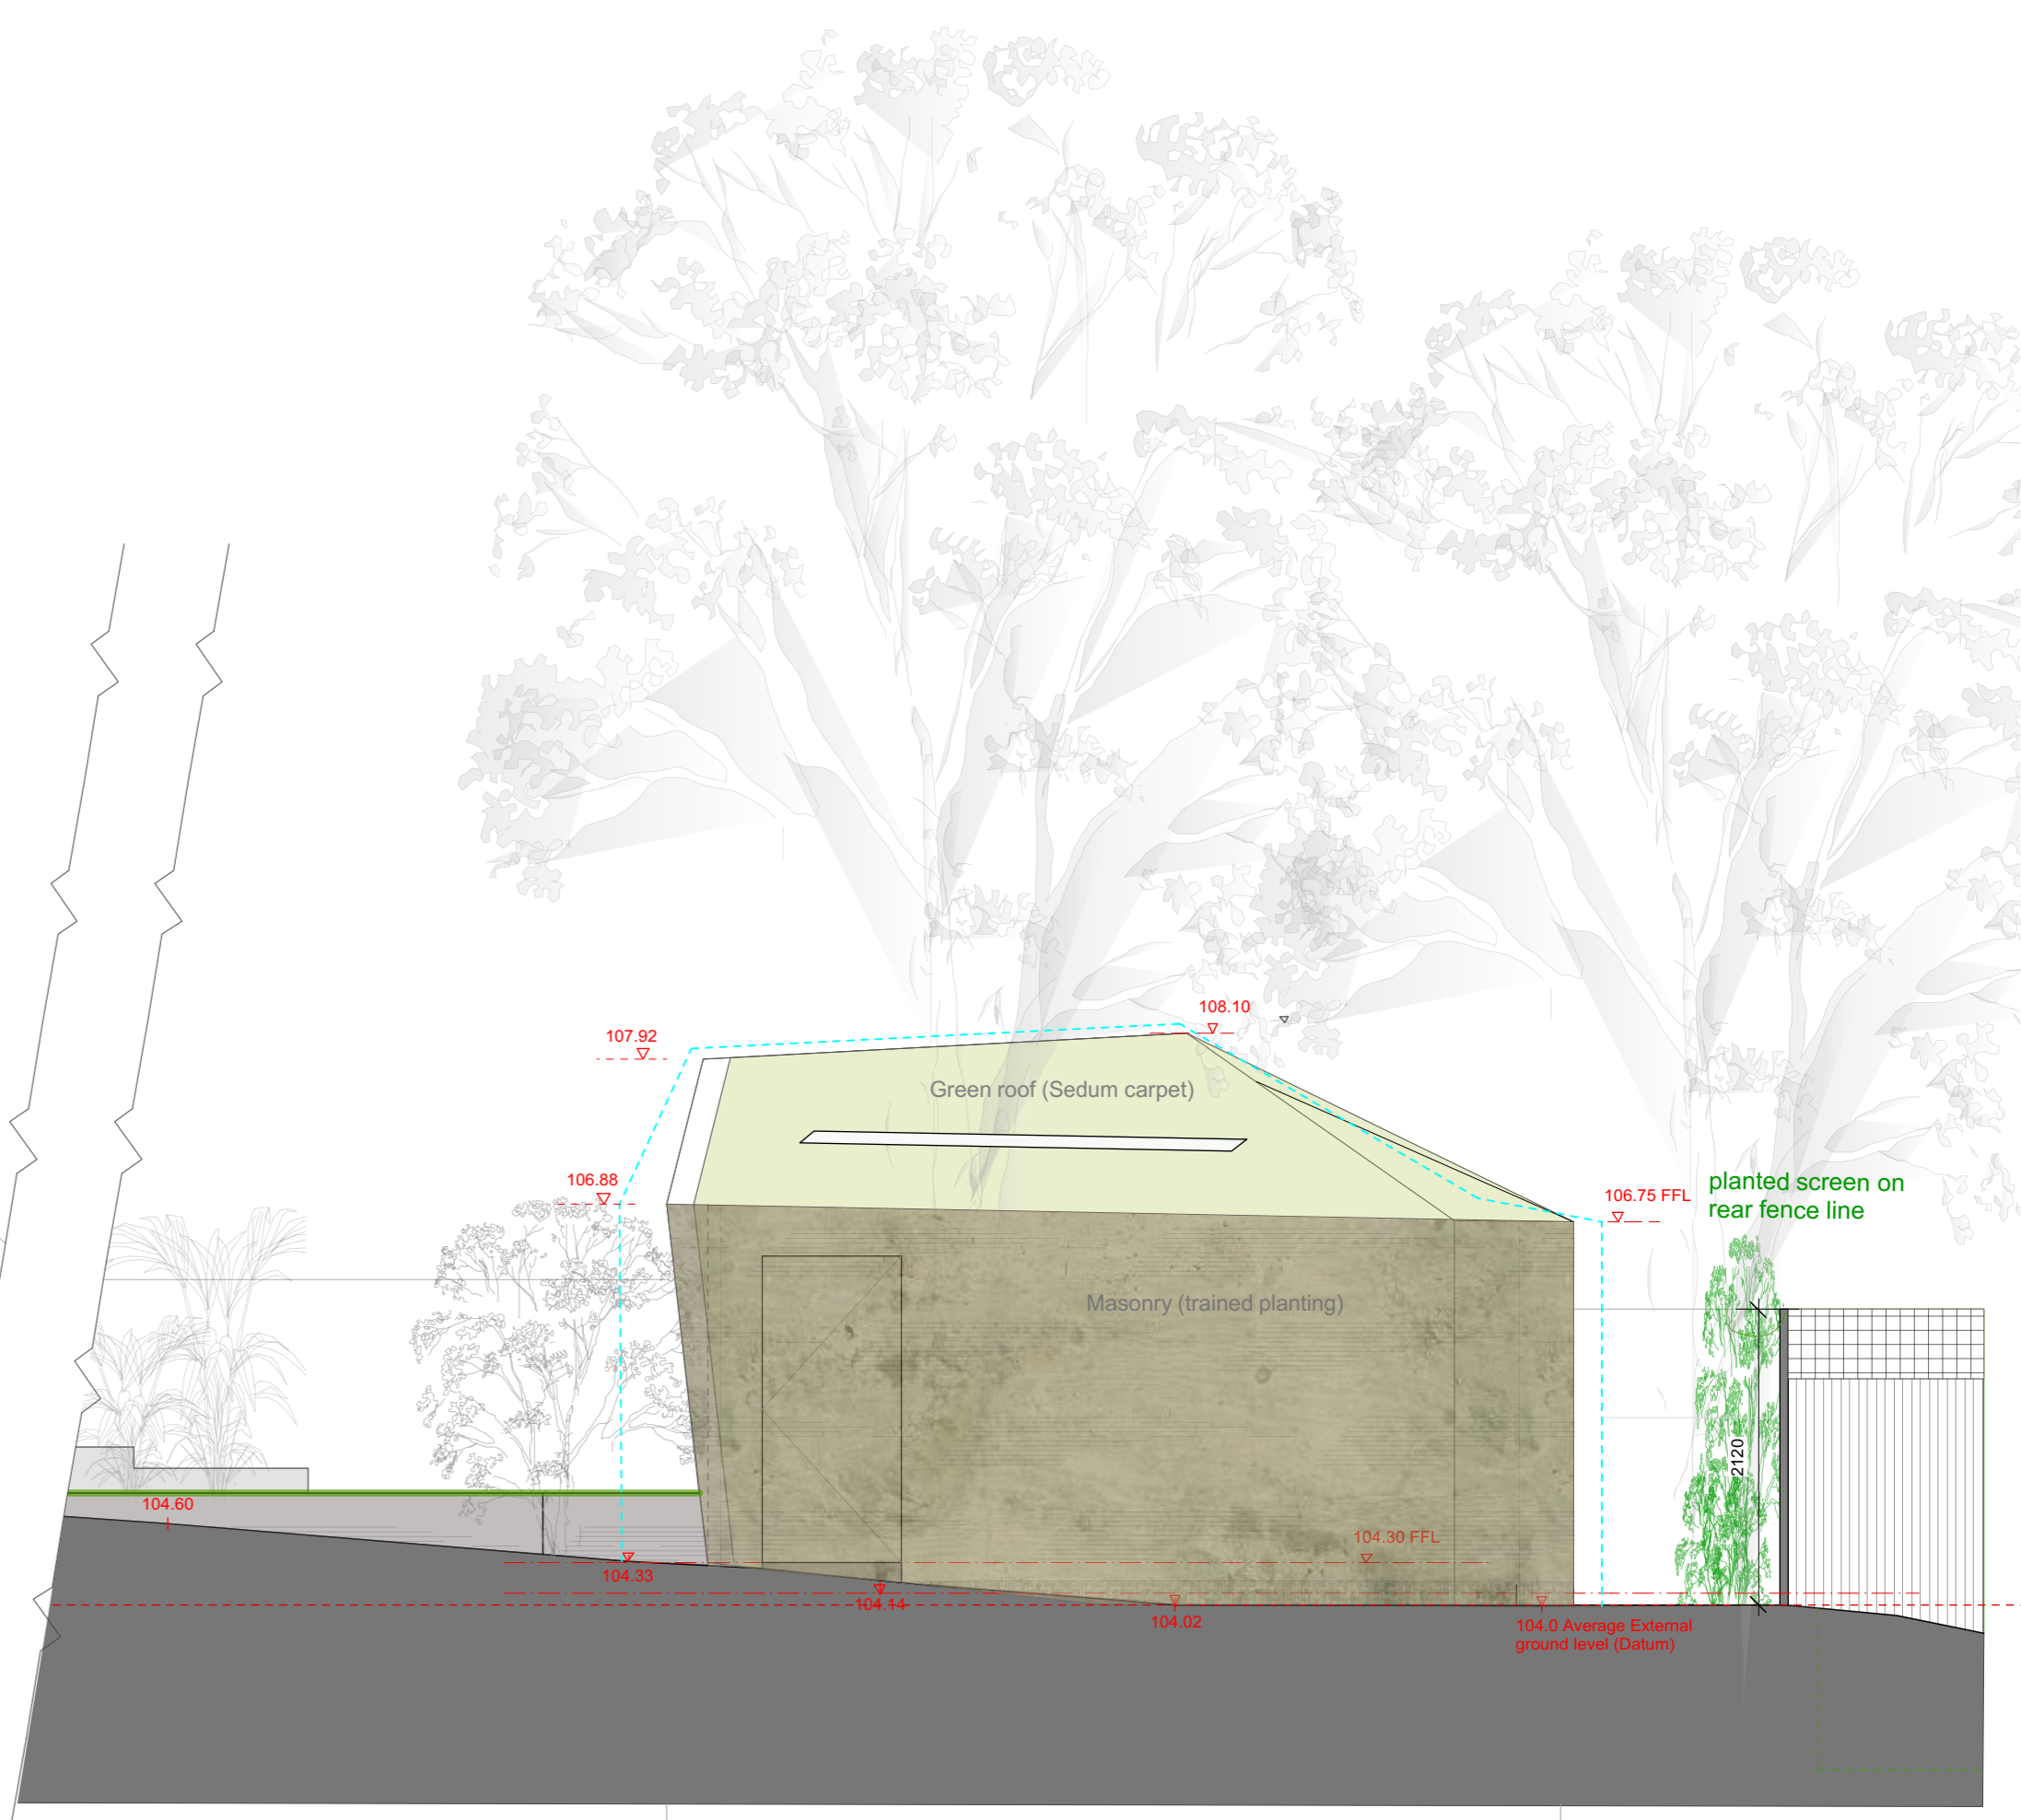 108.10
107.92
Green roof (Sedum carpet)
106.88
106.75 FFL
planted screen on
rear fence line
Masonry (trained planting)
2120
104.60
104.30 FFL
104.33
104.14
104.02
104.0 Average External
ground level (Datum)